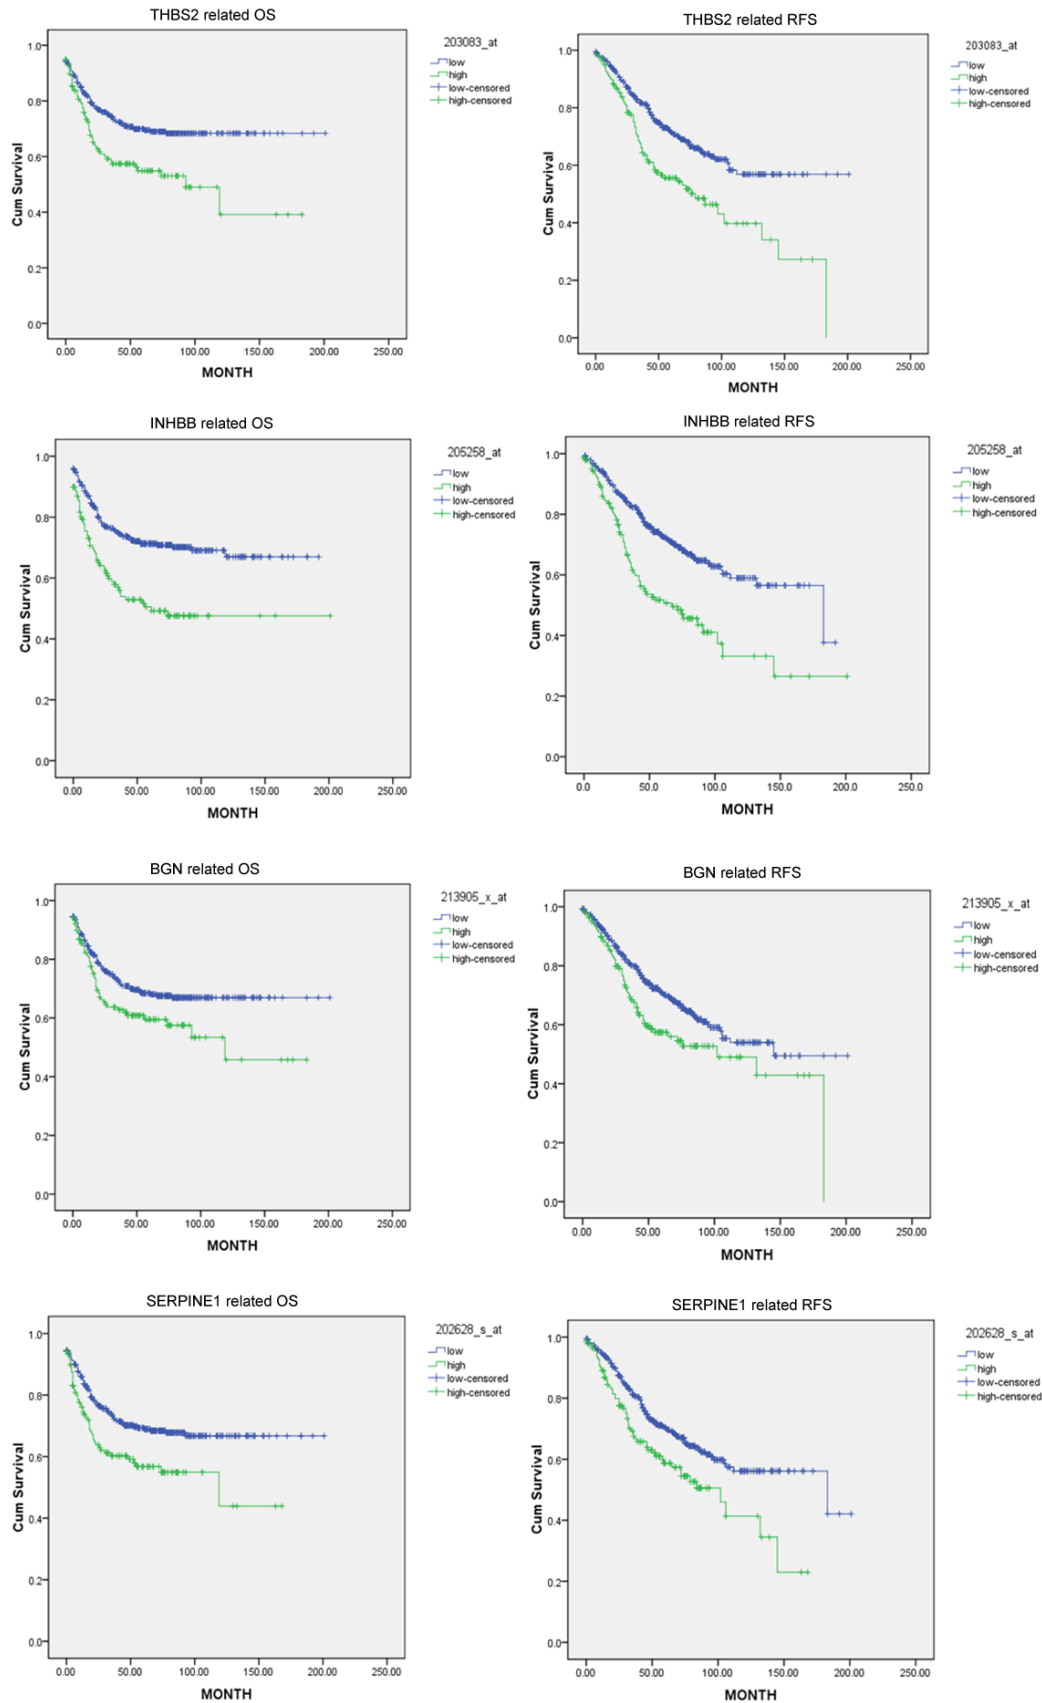 THBS2 related OS
203083_at
low
high
low-censored
high-censored
Cum Survival
1.0
0.8
0.6
0.4
0.2
0.0
0.00 50.00 100.00 150.00 200.00 250.00
MONTH
THBS2 related RFS
203083_at
low
high
low-censored
high-censored
Cum Survival
1.0
0.8
0.6
0.4
0.2
0.0
0.00 50.00 100.00 150.00 200.00 250.00
MONTH
INHBB related OS
205258_at
low
high
low-censored
high-censored
Cum Survival
1.0
0.8
0.6
0.4
0.2
0.0
0.00 50.00 100.00 150.00 200.00 250.00
MONTH
INHBB related RFS
205258_at
low
high
low-censored
high-censored
Cum Survival
1.0
0.8
0.6
0.4
0.2
0.0
0.00 50.0 100.0 150.0 200.0 250.0
MONTH
BGN related OS
213905_x_at
low
high
low-censored
high-censored
Cum Survival
1.0
0.8
0.6
0.4
0.2
0.0
0.00 50.00 100.00 150.00 200.00 250.00
MONTH
BGN related RFS
213905_x_at
low
high
low-censored
high-censored
Cum Survival
1.0
0.8
0.6
0.4
0.2
0.0
0.00 50.00 100.00 150.00 200.00 250.00
MONTH
SERPINE1 related OS
202628_s_at
low
high
low-censored
high-censored
Cum Survival
1.0
0.8
0.6
0.4
0.2
0.0
0.00 50.00 100.00 150.00 200.00 250.00
MONTH
SERPINE1 related RFS
202628_s_at
low
high
low-censored
high-censored
Cum Survival
1.0
0.8
0.6
0.4
0.2
0.0
0.00 50.00 100.00 150.00 200.00 250.00
MONTH